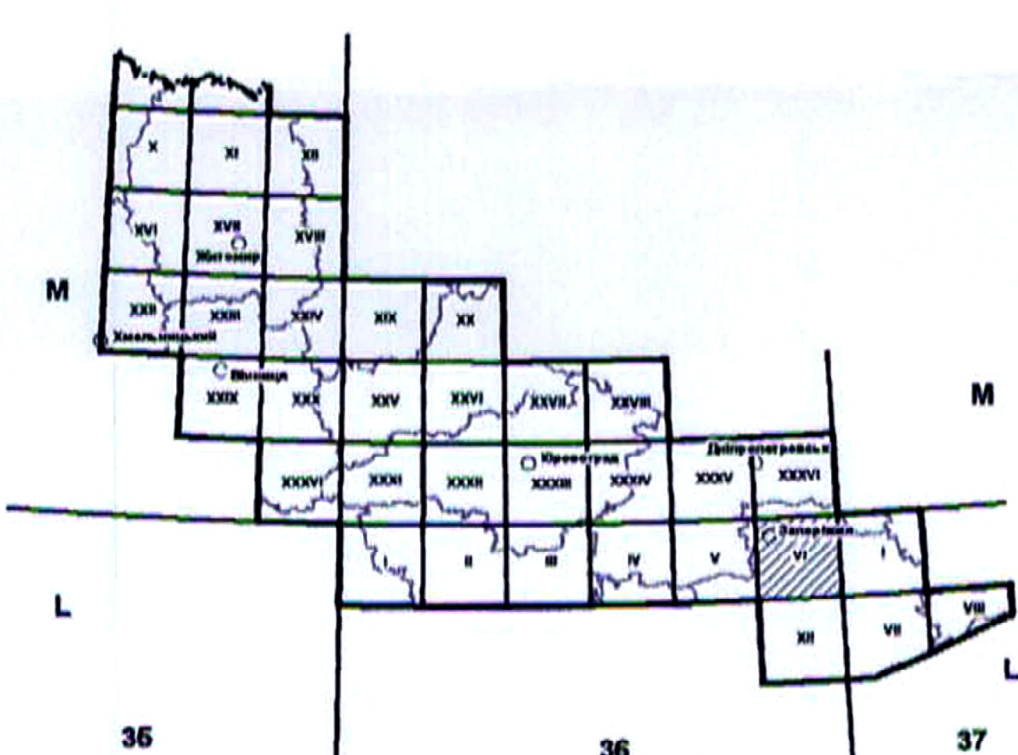 X XI XII
XVI XVII XVIII
Житомир
M
XXII XXIII XXIV XIX XX
Хмельницький
Вінниця
XXIX XXX XXV XXVI XXVII XXVIII
M
Дніпропетровськ
Кіровоград
XXXVI XXXI XXXII XXXIII XXXIV XXXV XXXVI
Запоріжжя
I II III IV V VI I
L
XII VII VIII
L
35 36 37